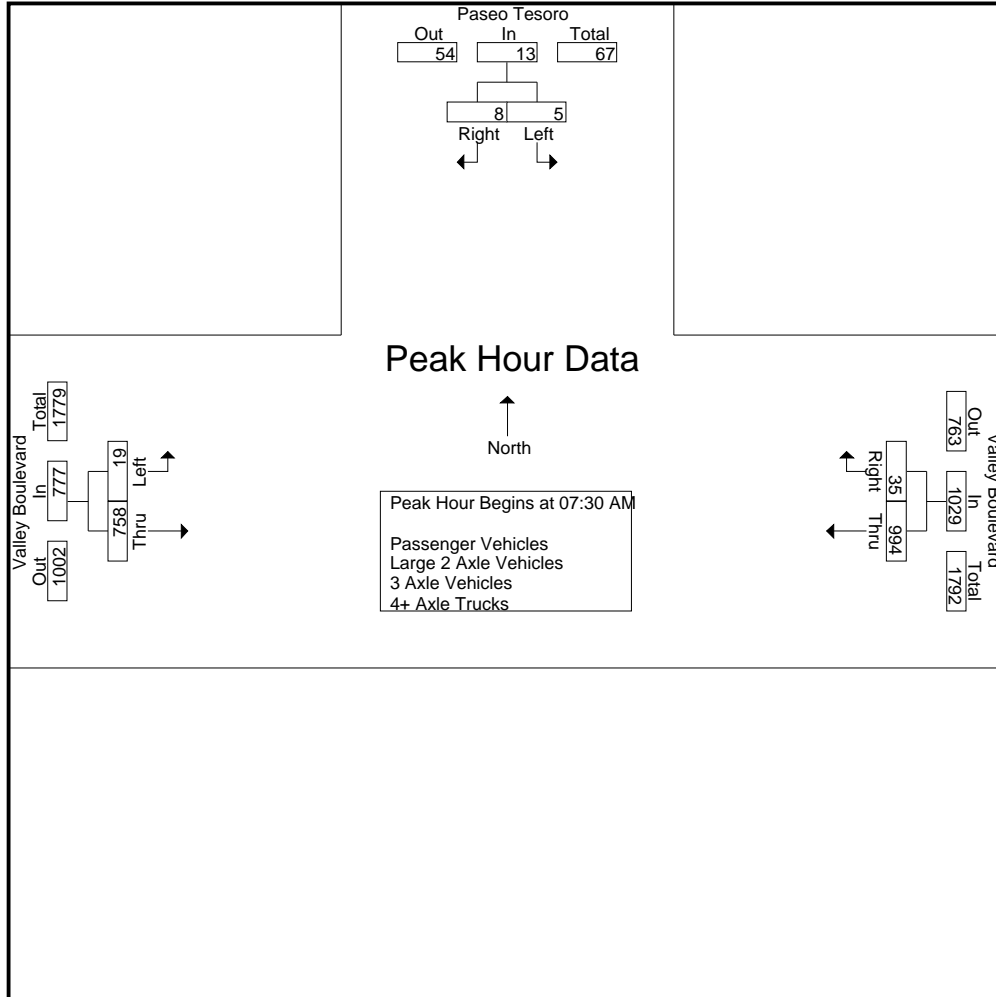 Paseo Tesoro
Out In Total
54 13 67
8 5
Right Left
Peak Hour Data
North
Peak Hour Begins at 07:30 AM
Passenger Vehicles
Large 2 Axle Vehicles
3 Axle Vehicles
4+ Axle Trucks
Valley Boulevard
Out In Total
1002 777 1779
758 19
Thru Left
Valley Boulevard
Out In Total
763 1029 1792
35 994
Right Thru